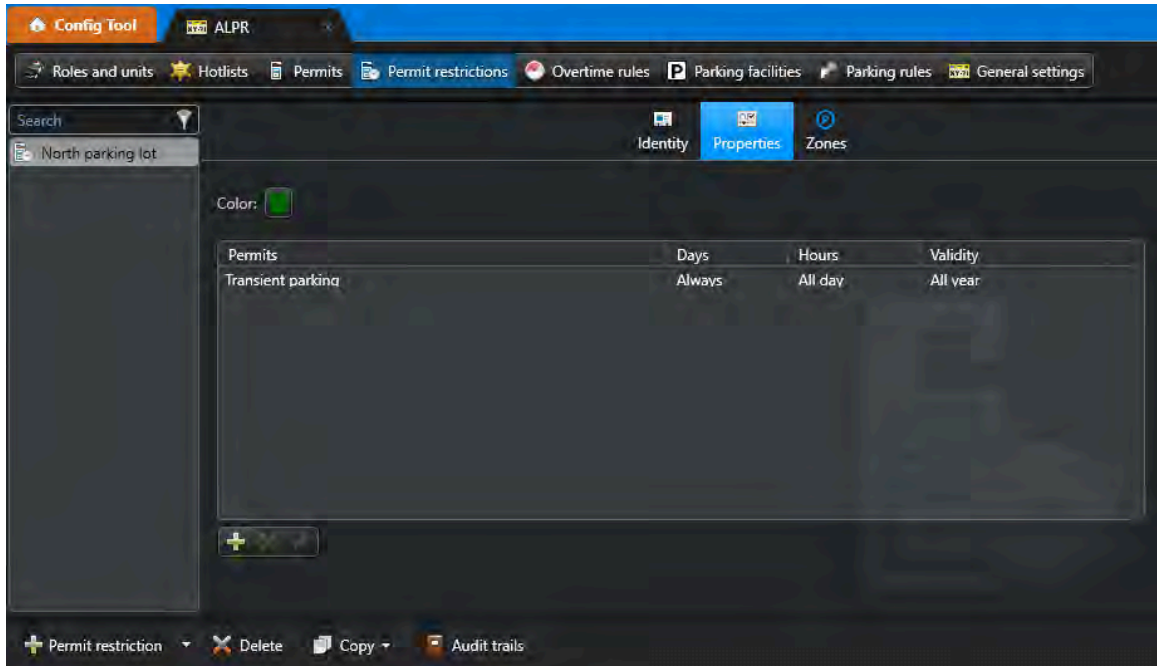 Config Tool ALPR
Roles and units Hotlists Permits Permit restrictions Overtime rules P Parking facilities Parking rules General settings
Search
North parking lot
Identity Properties Zones
Color:
Permits Days Hours Validity
Transient parking Always All day All year
Permit restriction Delete Copy Audit trails